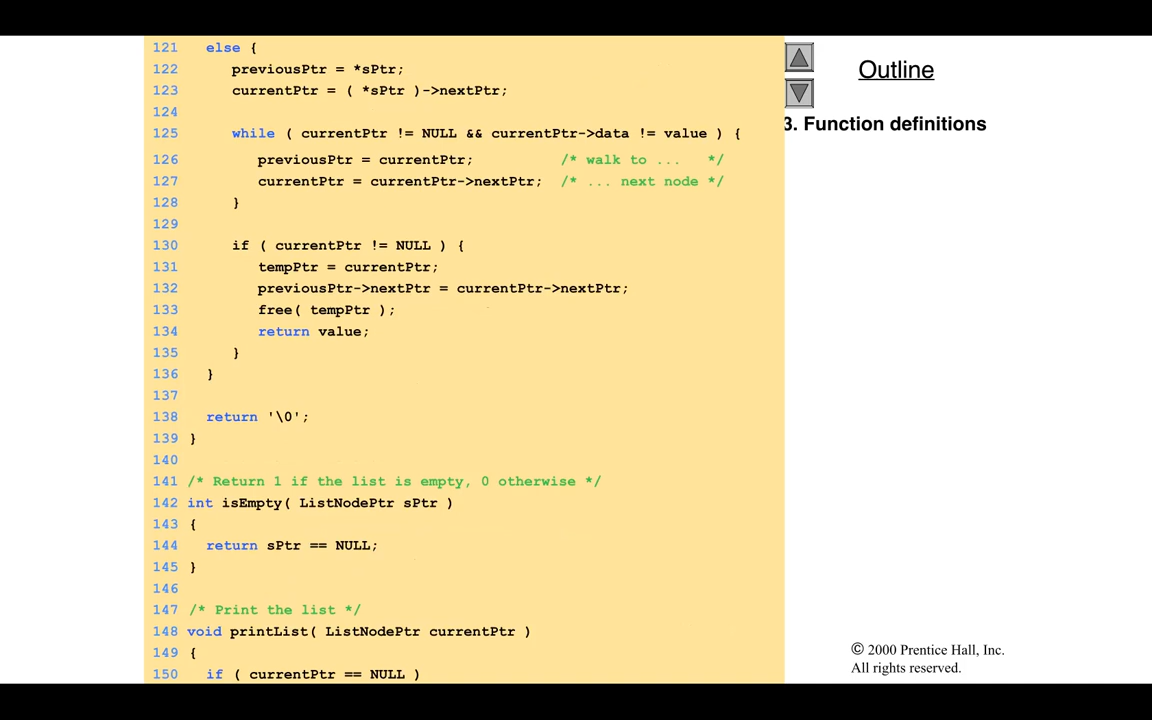 121 else {
122 previousPtr = *sPtr;
123 currentPtr = ( *sPtr )->nextPtr;
124
125 while ( currentPtr != NULL && currentPtr->data != value ) {
126 previousPtr = currentPtr; /* walk to ... */
127 currentPtr = currentPtr->nextPtr; /* ... next node */
128 }
129
130 if ( currentPtr != NULL ) {
131 tempPtr = currentPtr;
132 previousPtr->nextPtr = currentPtr->nextPtr;
133 free( tempPtr );
134 return value;
135 }
136 }
137
138 return '\0';
139 }
140
141 /* Return 1 if the list is empty, 0 otherwise */
142 int isEmpty( ListNodePtr sPtr )
143 {
144 return sPtr == NULL;
145 }
146
147 /* Print the list */
148 void printList( ListNodePtr currentPtr )
149 {
150 if ( currentPtr == NULL )
Outline
3. Function definitions
© 2000 Prentice Hall, Inc.
All rights reserved.